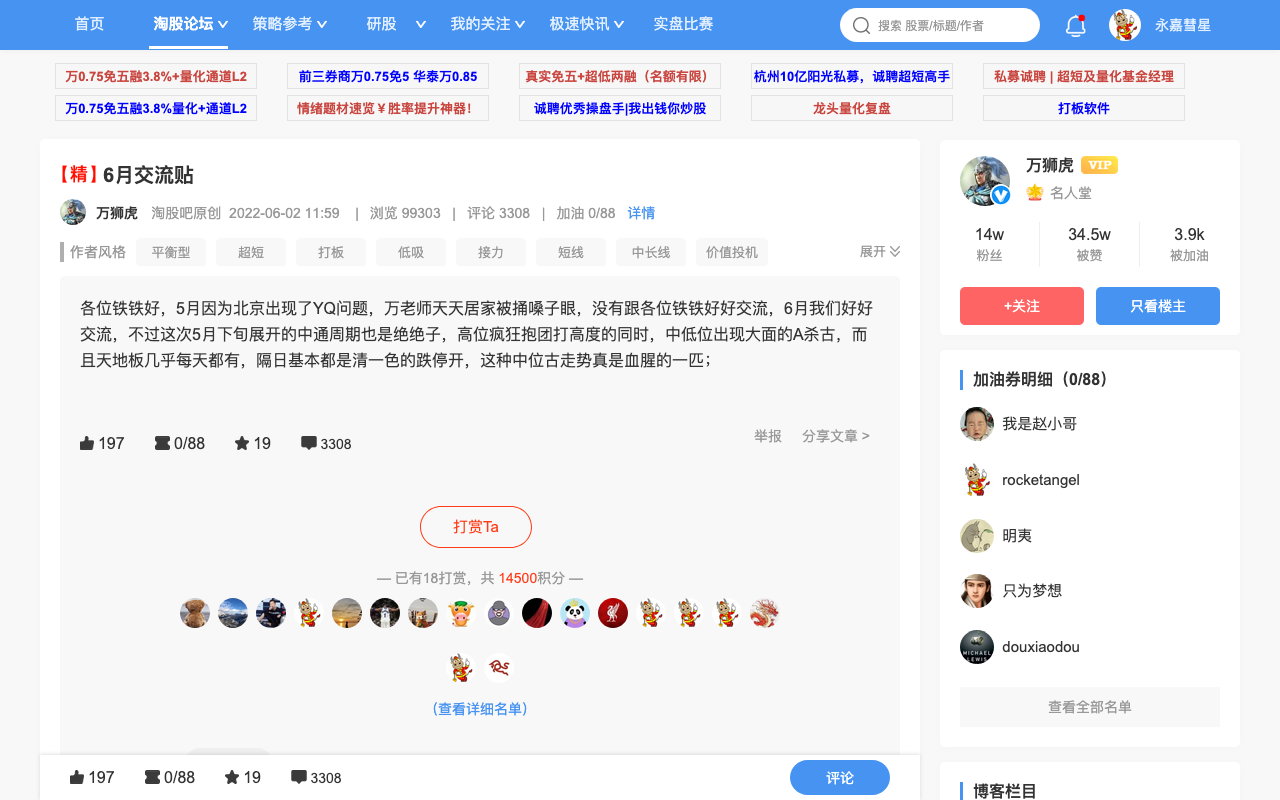 首页 淘股论坛 策略参考 研股 我的关注 极速快讯 实盘比赛 搜索 股票/标题/作者 永嘉彗星
万0.75免五融3.8%+量化通道L2 前三券商万0.75免5 华泰万0.85 真实免五+超低两融（名额有限） 杭州10亿阳光私募，诚聘超短高手 私募诚聘 | 超短及量化基金经理
万0.75免五融3.8%量化+通道L2 情绪题材速览￥胜率提升神器！ 诚聘优秀操盘手|我出钱你炒股 龙头量化复盘 打板软件
【精】6月交流贴
万狮虎 淘股吧原创 2022-06-02 11:59 | 浏览 99303 | 评论 3308 | 加油 0/88 详情
作者风格 平衡型 超短 打板 低吸 接力 短线 中长线 价值投机 展开
各位铁铁好，5月因为北京出现了YQ问题，万老师天天居家被捅嗓子眼，没有跟各位铁铁好好交流，6月我们好好
交流，不过这次5月下旬展开的中通周期也是绝绝子，高位疯狂抱团打高度的同时，中低位出现大面的A杀古，而
且天地板几乎每天都有，隔日基本都是清一色的跌停开，这种中位古走势真是血腥的一匹；
197 0/88 19 3308 举报 分享文章 >
打赏Ta
— 已有18打赏，共 14500积分 —
（查看详细名单）
197 0/88 19 3308 评论
万狮虎 VIP
名人堂
14w 34.5w 3.9k
粉丝 被赞 被加油
+关注 只看楼主
加油券明细（0/88）
我是赵小哥
rocketangel
明夷
只为梦想
MICHAEL
LEWIS
douxiaodou
查看全部名单
博客栏目